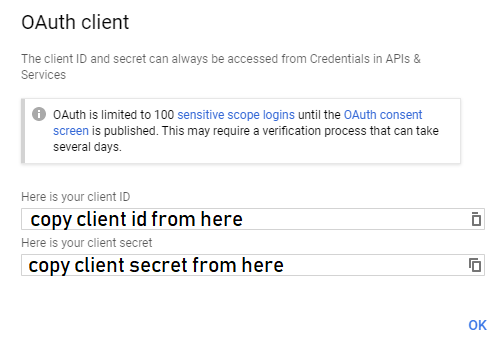 OAuth client
The client ID and secret can always be accessed from Credentials in APIs &
Services
OAuth is limited to 100 sensitive scope logins until the OAuth consent
screen is published. This may require a verification process that can take
several days.
Here is your client ID
copy client id from here
Here is your client secret
copy client secret from here
OK